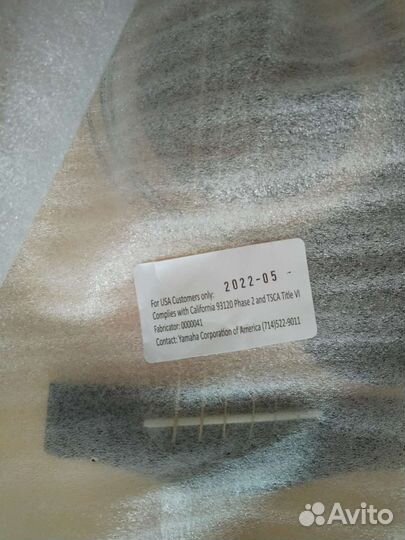 2022-05 -
For USA Customers only:
Complies with California 93120 Phase 2 and TSCA Title VI
Fabricator: 0000041
Contact: Yamaha Corporation of America (714)522-9011
Avito